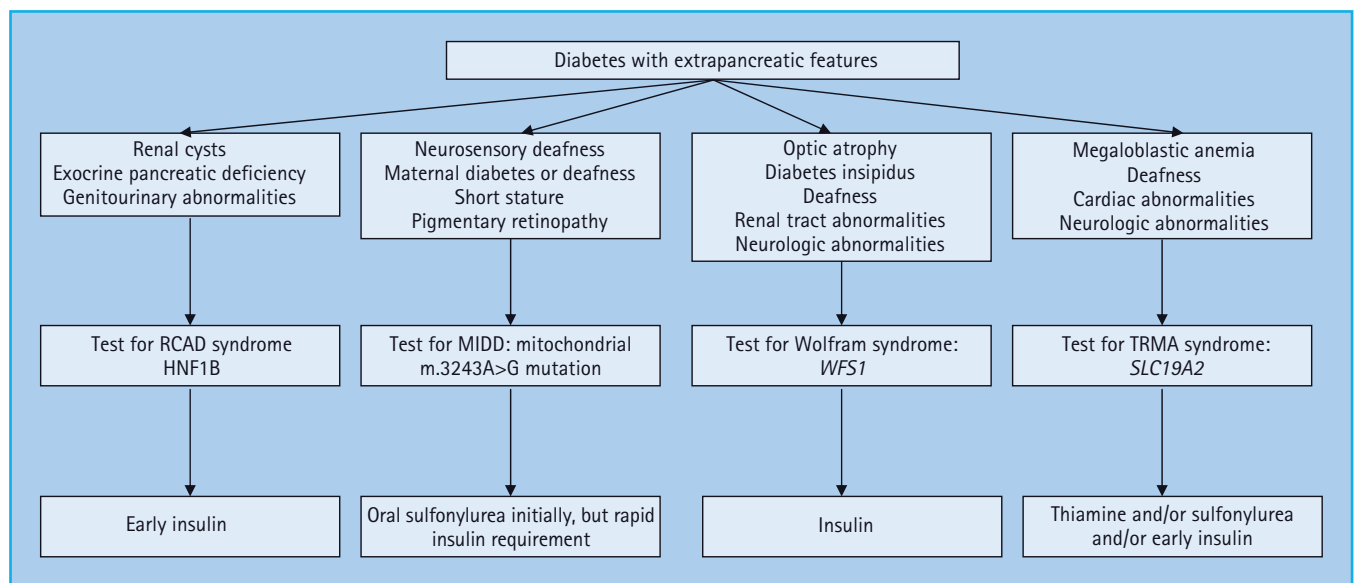 Diabetes with extrapancreatic features
Renal cysts
Exocrine pancreatic deficiency
Genitourinary abnormalities
Neurosensory deafness
Maternal diabetes or deafness
Short stature
Pigmentary retinopathy
Optic atrophy
Diabetes insipidus
Deafness
Renal tract abnormalities
Neurologic abnormalities
Megaloblastic anemia
Deafness
Cardiac abnormalities
Neurologic abnormalities
Test for RCAD syndrome
HNF1B
Test for MIDD: mitochondrial
m.3243A>G mutation
Test for Wolfram syndrome:
WFS1
Test for TRMA syndrome:
SLC19A2
Early insulin
Oral sulfonylurea initially, but rapid
insulin requirement
Insulin
Thiamine and/or sulfonylurea
and/or early insulin